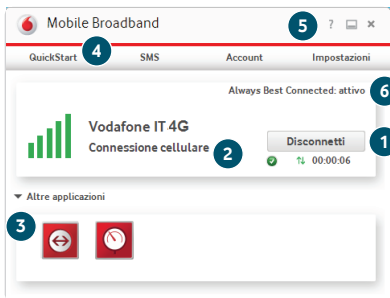 Mobile Broadband 5 ?
QuickStart 4 SMS Account Impostazioni
Always Best Connected: attivo 6
Vodafone IT 4G
Connessione cellulare 2
Disconnetti 1
00:00:06
Altre applicazioni
3